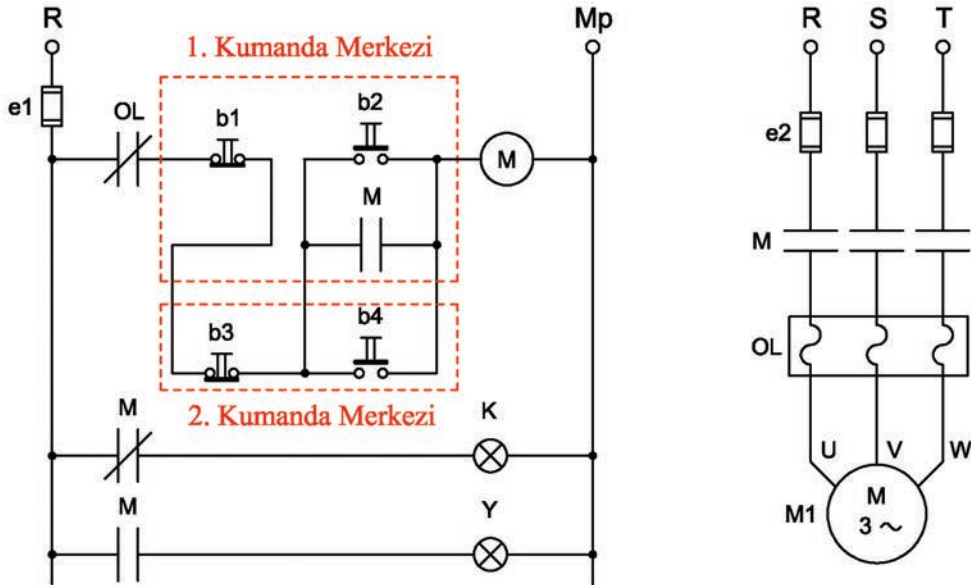 R
Mp
1. Kumanda Merkezi
e1
OL
b1
b2
M
M
b3
b4
2. Kumanda Merkezi
M
K
M
Y
R
S
T
e2
M
OL
U
V
W
M1
M
3 ~